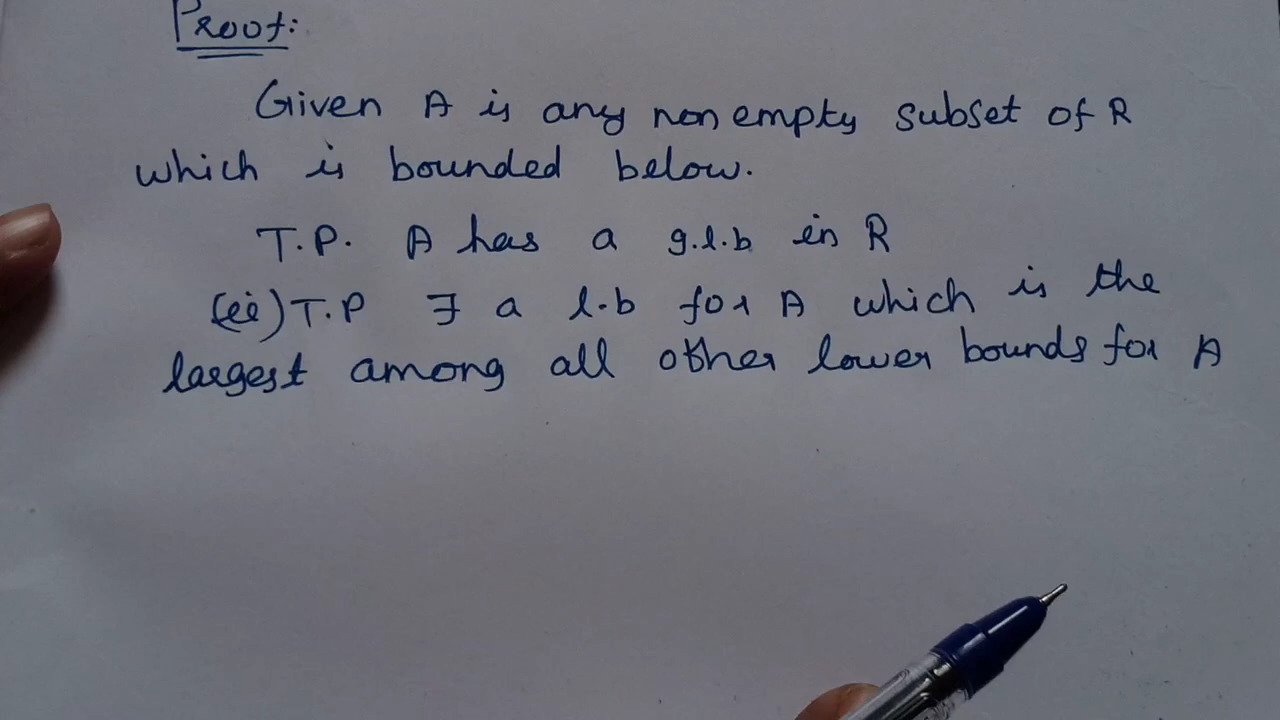 Proof:
Given A is any non empty subset of R
which is bounded below.
T.P. A has a g.l.b in R
(ie) T.P ∃ a l.b for A which is the
largest among all other lower bounds for A